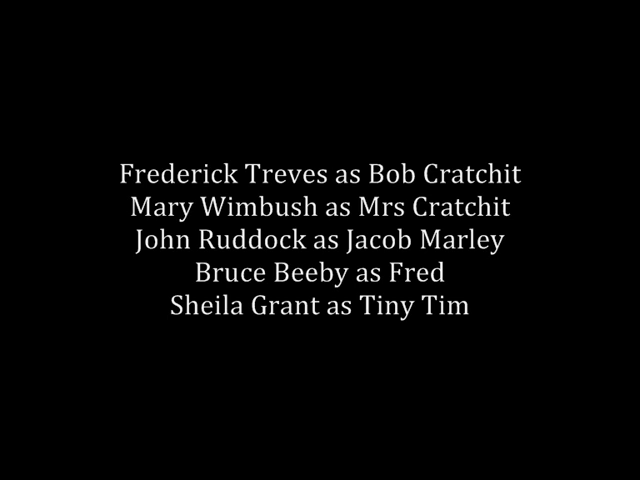 Frederick Treves as Bob Cratchit
Mary Wimbush as Mrs Cratchit
John Ruddock as Jacob Marley
Bruce Beeby as Fred
Sheila Grant as Tiny Tim